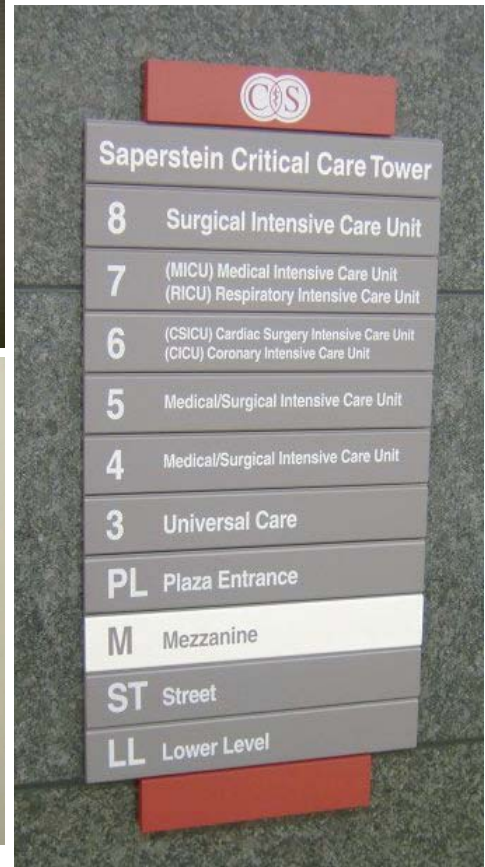 CS
Saperstein Critical Care Tower
8 Surgical Intensive Care Unit
7 (MICU) Medical Intensive Care Unit
(RICU) Respiratory Intensive Care Unit
6 (CSICU) Cardiac Surgery Intensive Care Unit
(CICU) Coronary Intensive Care Unit
5 Medical/Surgical Intensive Care Unit
4 Medical/Surgical Intensive Care Unit
3 Universal Care
PL Plaza Entrance
M Mezzanine
ST Street
LL Lower Level